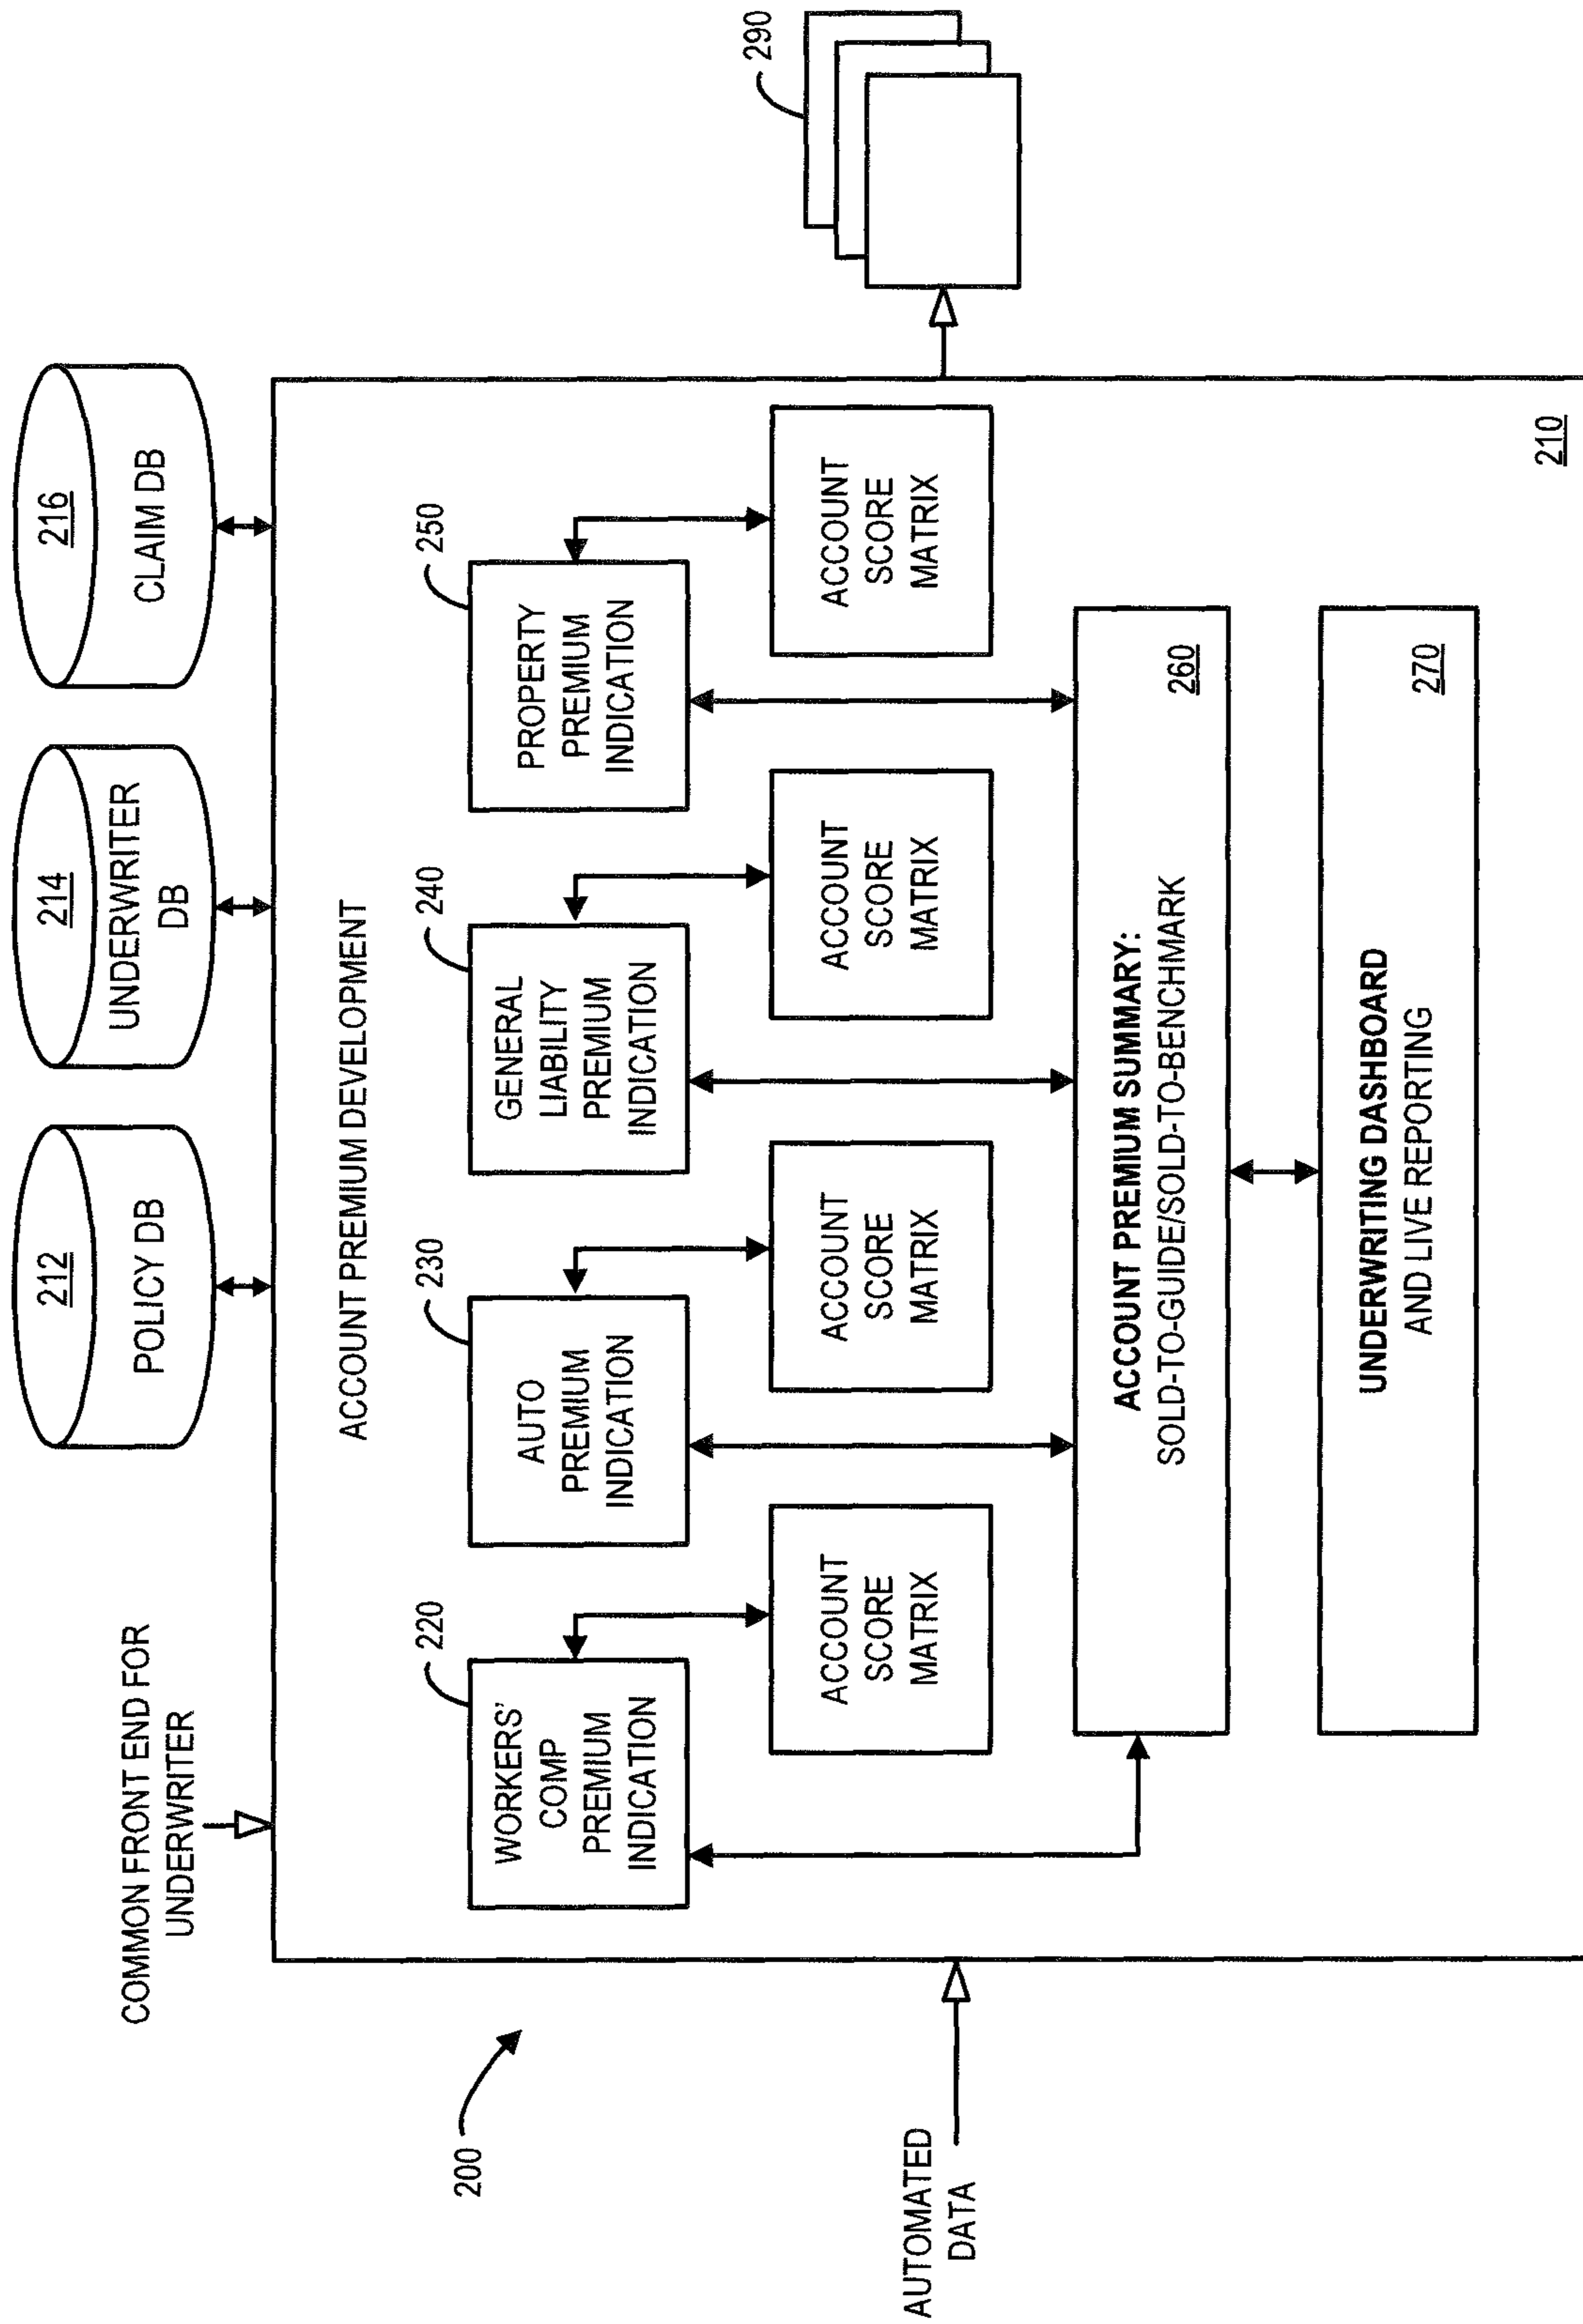 COMMON FRONT END FOR
UNDERWRITER
212
POLICY DB
214
UNDERWRITER
DB
216
CLAIM DB
200
ACCOUNT PREMIUM DEVELOPMENT
220
WORKERS'
COMP
PREMIUM
INDICATION
230
AUTO
PREMIUM
INDICATION
240
GENERAL
LIABILITY
PREMIUM
INDICATION
250
PROPERTY
PREMIUM
INDICATION
ACCOUNT
SCORE
MATRIX
ACCOUNT
SCORE
MATRIX
ACCOUNT
SCORE
MATRIX
ACCOUNT
SCORE
MATRIX
290
AUTOMATED
DATA
ACCOUNT PREMIUM SUMMARY:
SOLD-TO-GUIDE/SOLD-TO-BENCHMARK
260
UNDERWRITING DASHBOARD
AND LIVE REPORTING
270
210